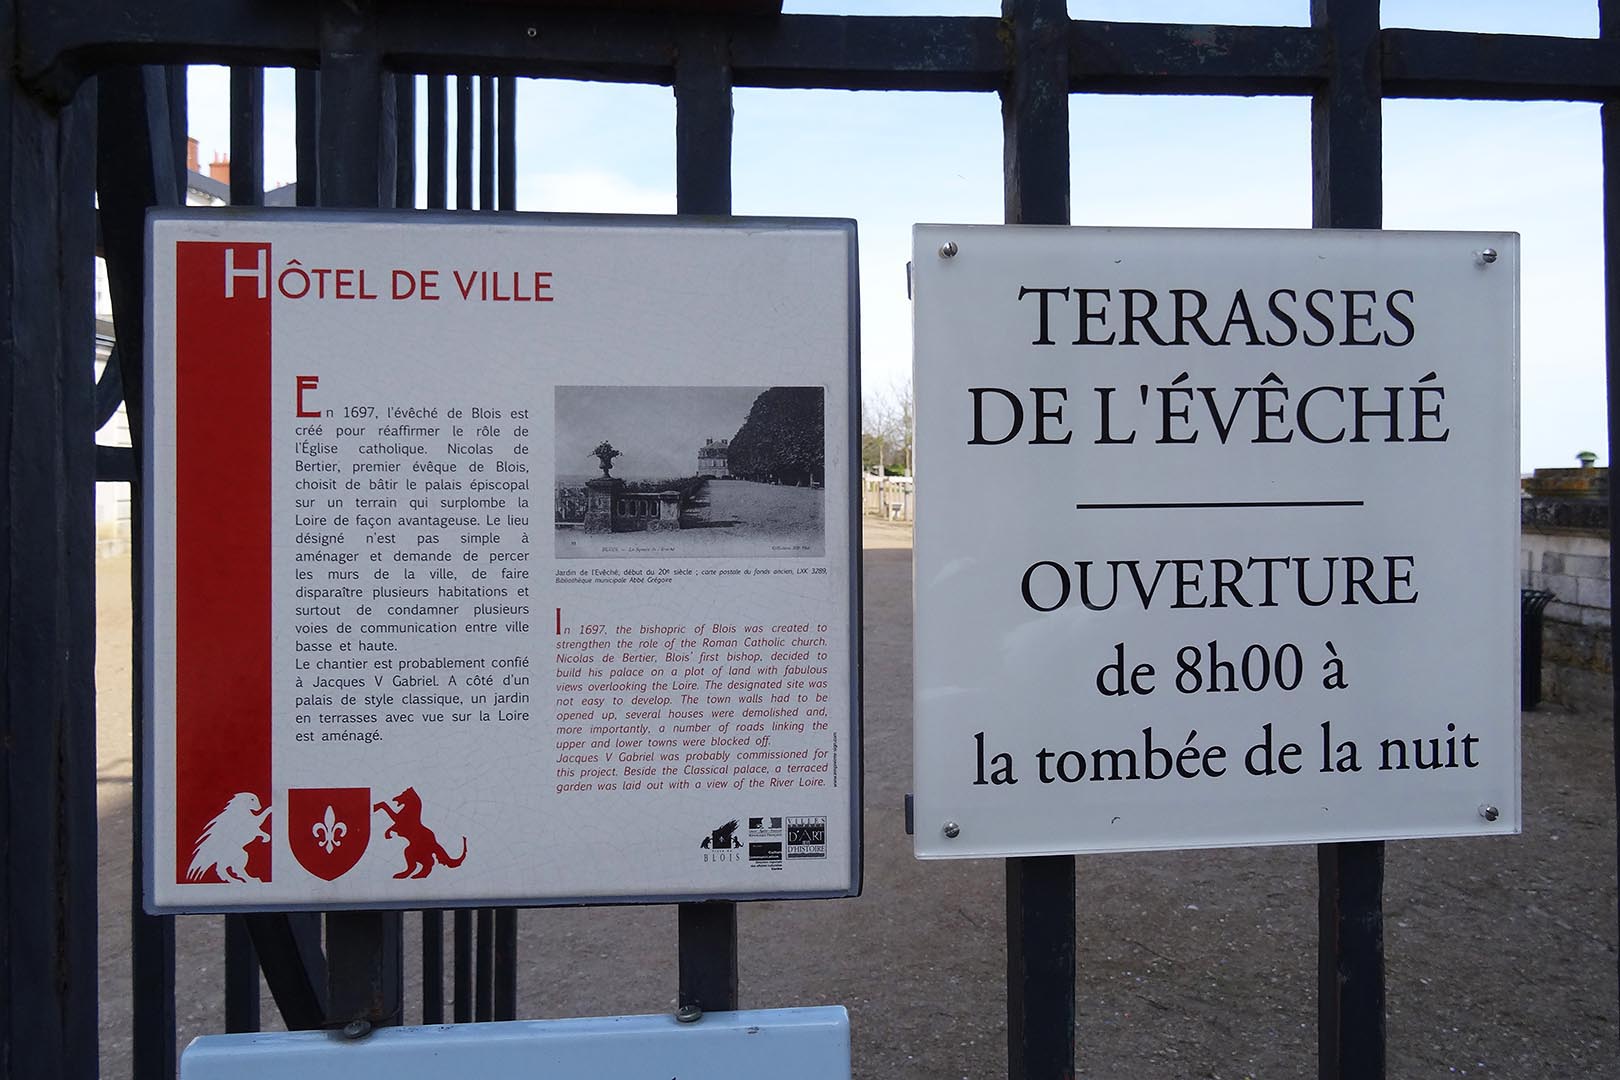 HÔTEL DE VILLE
En 1697, l'évêché de Blois est
créé pour réaffirmer le rôle de
l'Église catholique. Nicolas de
Bertier, premier évêque de Blois,
choisit de bâtir le palais épiscopal
sur un terrain qui surplombe la
Loire de façon avantageuse. Le lieu
désigné n'est pas simple à
aménager et demande de percer
les murs de la ville, de faire
disparaître plusieurs habitations et
surtout de condamner plusieurs
voies de communication entre ville
basse et haute.
Le chantier est probablement confié
à Jacques V Gabriel. A côté d'un
palais de style classique, un jardin
en terrasses avec vue sur la Loire
est aménagé.
BLOIS
Jardin de l'Evêché, début du 20e siècle ; carte postale du fonds ancien, LXK 3289,
Bibliothèque municipale Abbé Grégoire
In 1697, the bishopric of Blois was created to
strengthen the role of the Roman Catholic church.
Nicolas de Bertier, Blois' first bishop, decided to
build his palace on a plot of land with fabulous
views overlooking the Loire. The designated site was
not easy to develop. The town walls had to be
opened up, several houses were demolished and,
more importantly, a number of roads linking the
upper and lower towns were blocked off.
Jacques V Gabriel was probably commissioned for
this project. Beside the Classical palace, a terraced
garden was laid out with a view of the River Loire.
BLOIS
VILLES
D'ART
D'HISTOIRE
TERRASSES
DE L'ÉVÊCHÉ
OUVERTURE
de 8h00 à
la tombée de la nuit